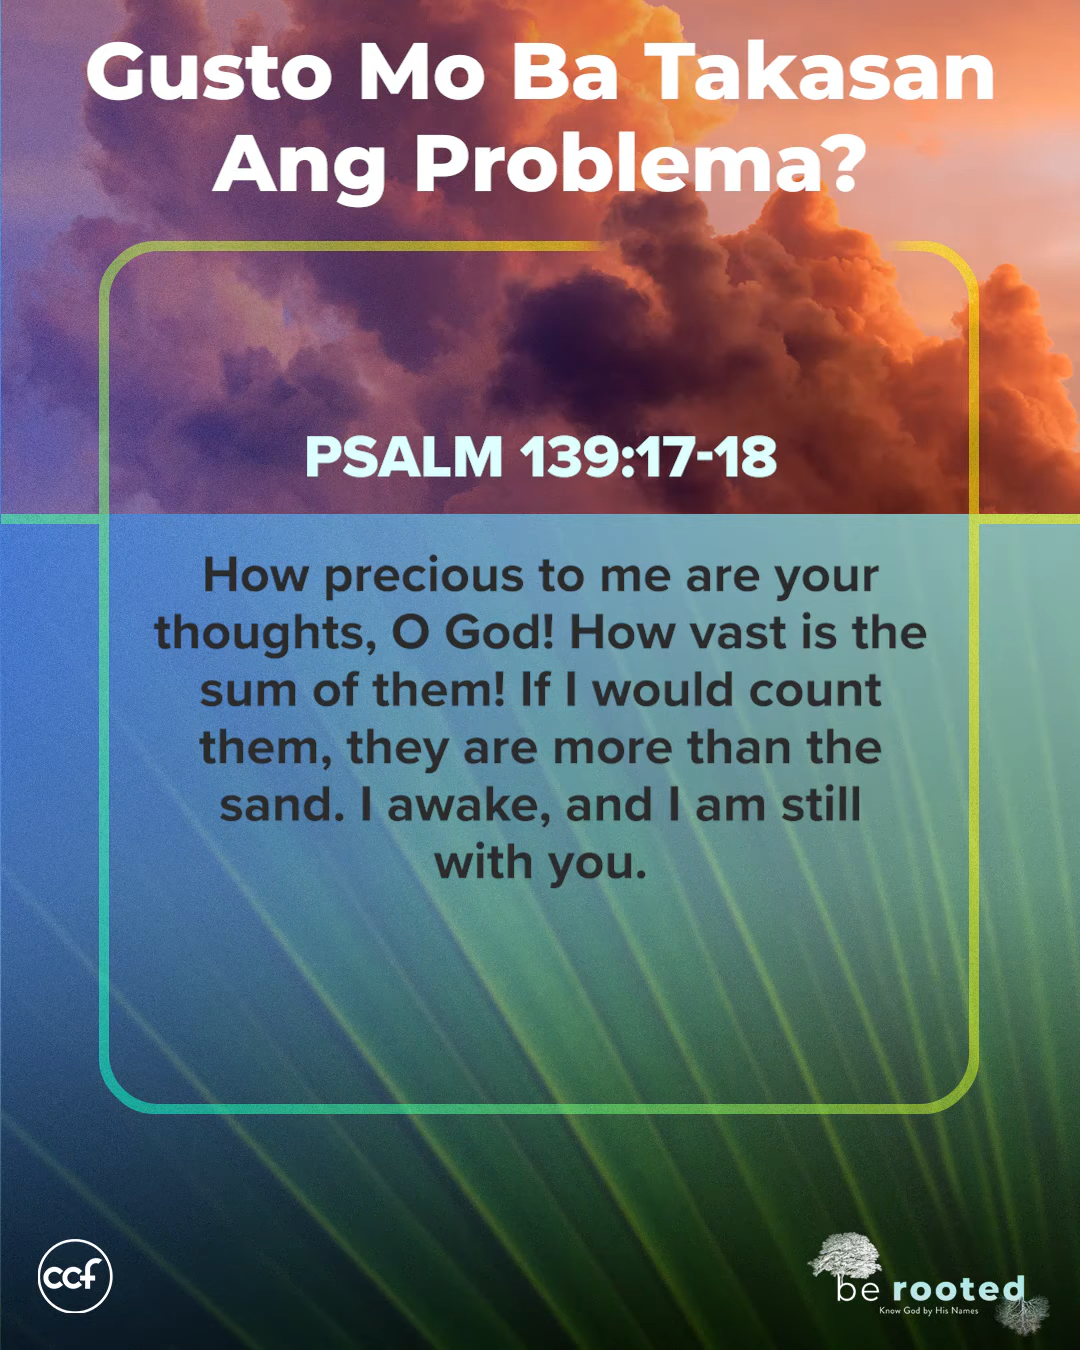 Gusto Mo Ba Takasan
Ang Problema?
PSALM 139:17-18
How precious to me are your
thoughts, O God! How vast is the
sum of them! If I would count
them, they are more than the
sand. I awake, and I am still
with you.
ccf
be rooted
Know God by His Names